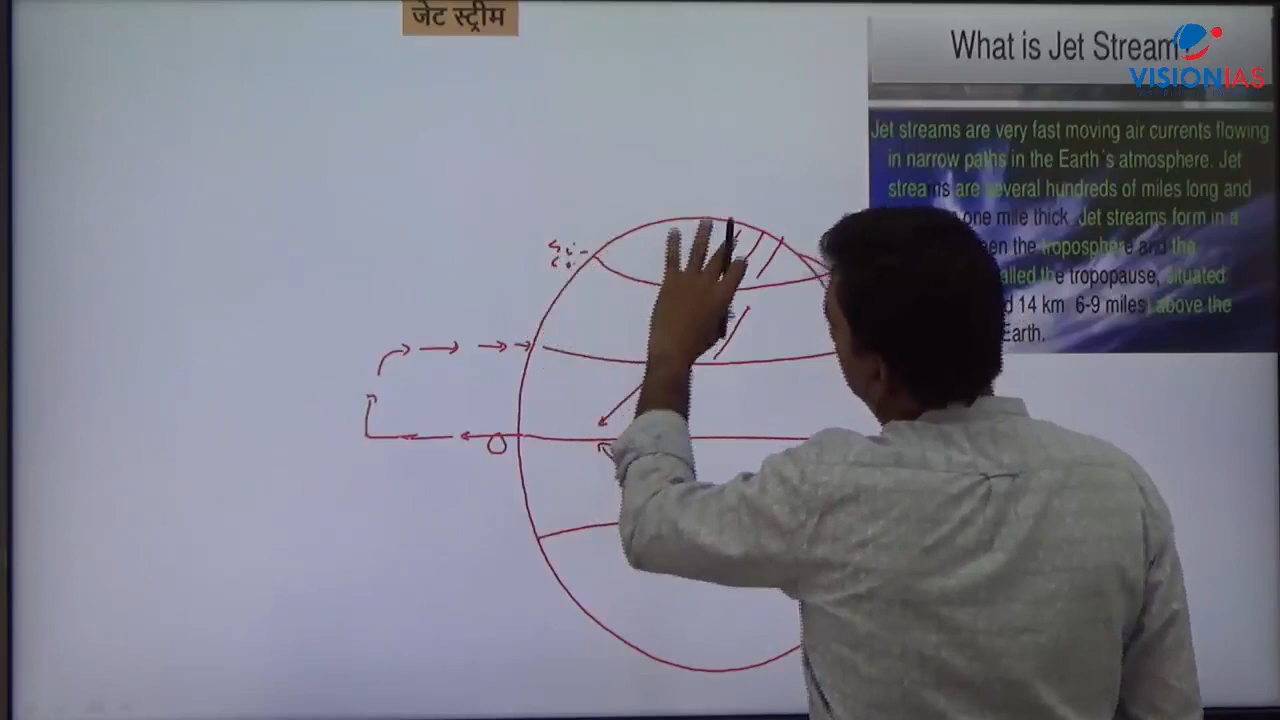 जेट स्ट्रीम
What is Jet Stream
VISIONIAS
Jet streams are very fast moving air currents flowing
in narrow paths in the Earth's atmosphere. Jet
streams are several hundreds of miles long and
one mile thick. Jet streams form in a
the troposphere and the
called the tropopause, situated
14 km 6-9 miles) above the
Earth.
0